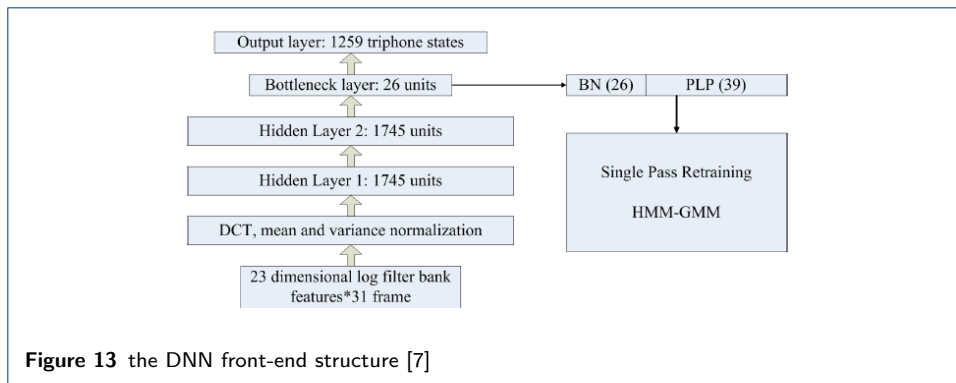 Output layer: 1259 triphone states
Bottleneck layer: 26 units
BN (26)
PLP (39)
Hidden Layer 2: 1745 units
Hidden Layer 1: 1745 units
DCT, mean and variance normalization
23 dimensional log filter bank
features*31 frame
Single Pass Retraining
HMM-GMM
Figure 13 the DNN front-end structure [7]